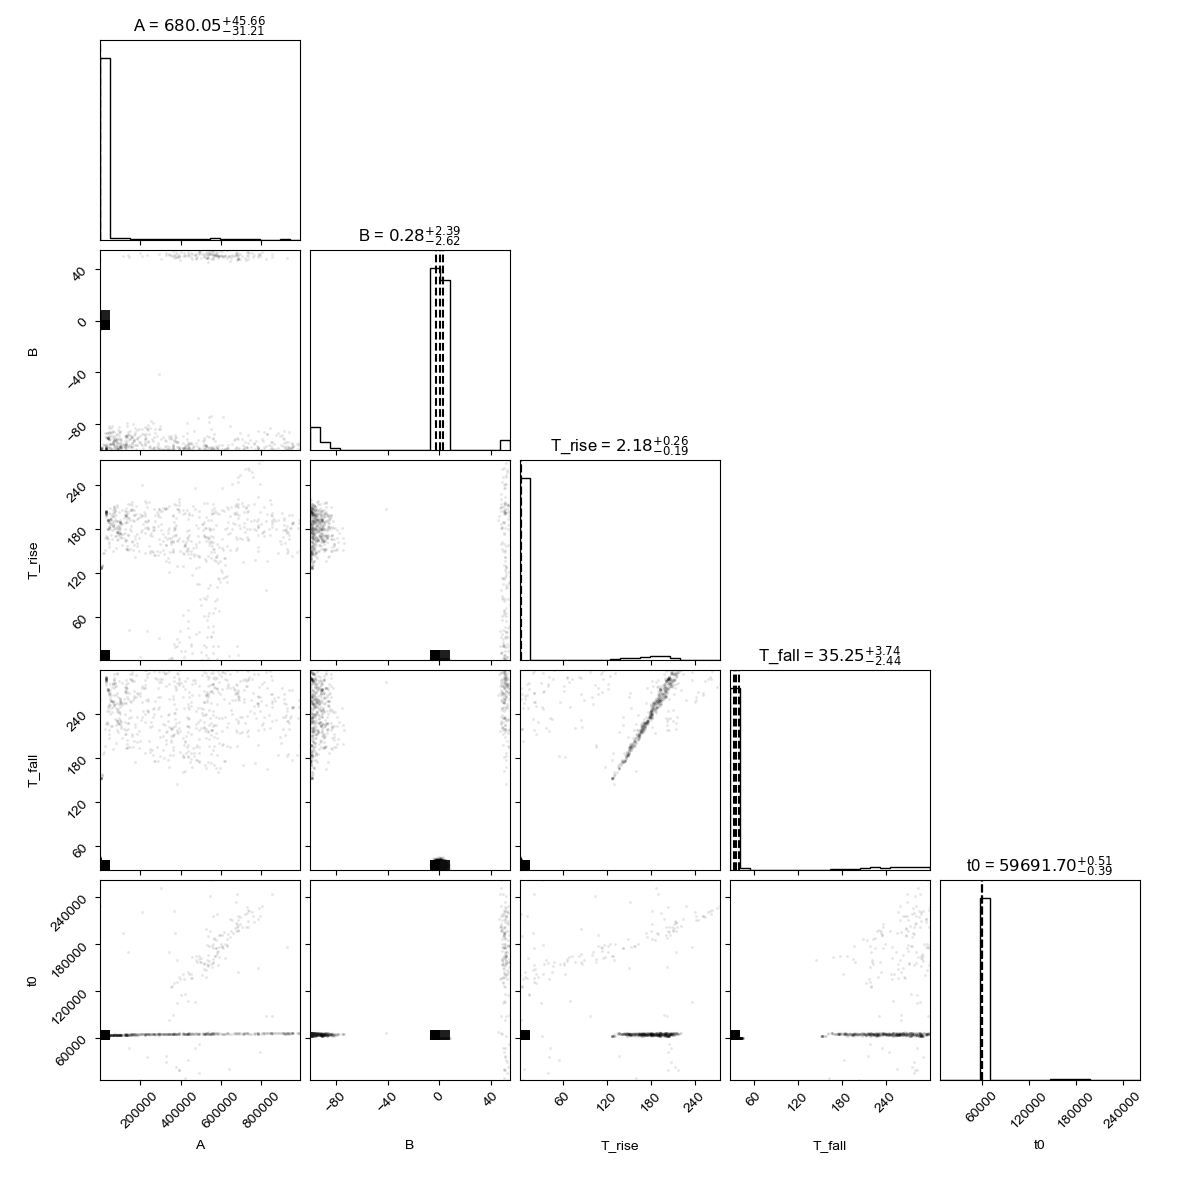 A = 680.05+45.66−31.21
B = 0.28+2.39−2.62
40
0
−40
−80
B
T_rise = 2.18+0.26−0.19
240
180
120
60
T_rise
T_fall = 35.25+3.74−2.44
240
180
120
60
T_fall
t0 = 59691.70+0.51−0.39
240000
180000
120000
60000
t0
200000 400000 600000 800000 −80 −40 0 40 60 120 180 240 60 120 180 240 60000 120000 180000 240000
A B T_rise T_fall t0